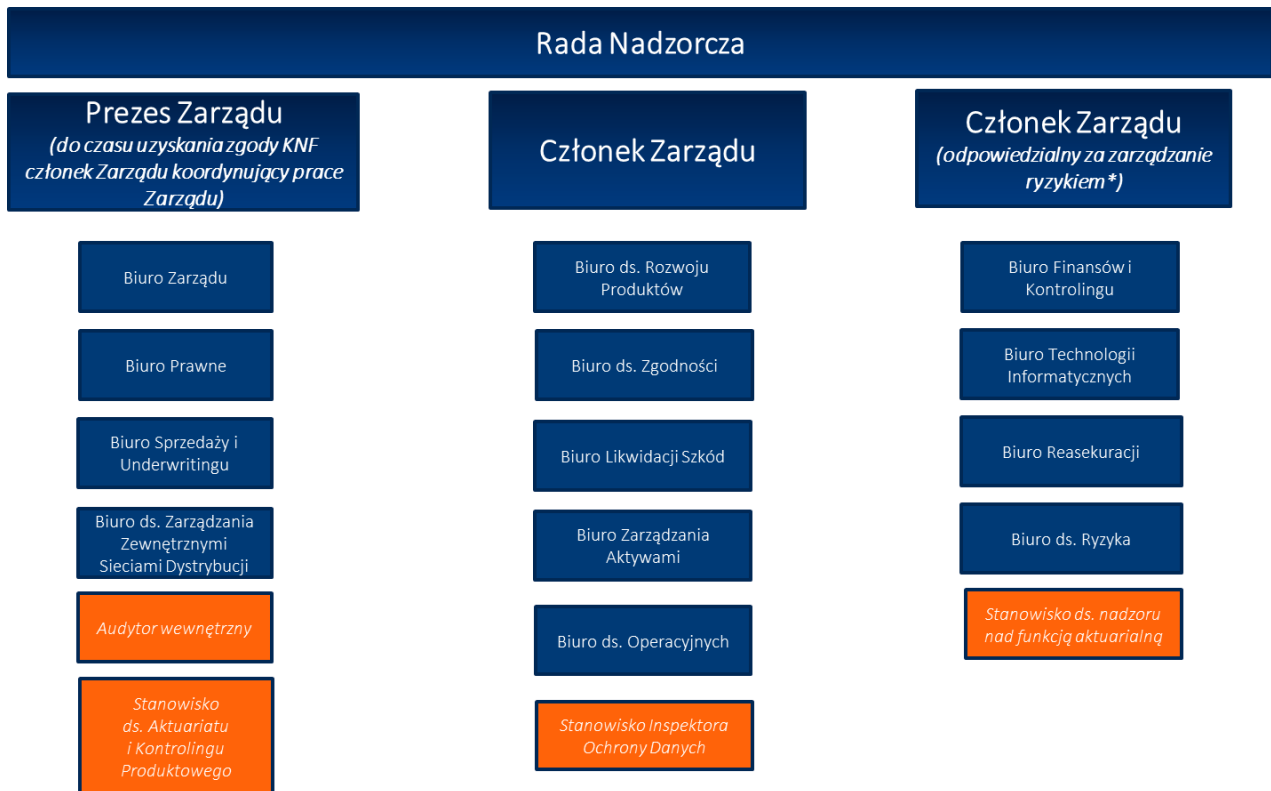 Rada Nadzorcza
Prezes Zarządu
(do czasu uzyskania zgody KNF
członek Zarządu koordynujący prace
Zarządu)
Biuro Zarządu
Biuro Prawne
Biuro Sprzedaży i
Underwritingu
Biuro ds. Zarządzania
Zewnętrznymi
Sieciami Dystrybucji
Audytor wewnętrzny
Stanowisko
ds. Aktuariatu
i Kontrolingu
Produktowego
Członek Zarządu
Biuro ds. Rozwoju
Produktów
Biuro ds. Zgodności
Biuro Likwidacji Szkód
Biuro Zarządzania
Aktywami
Biuro ds. Operacyjnych
Stanowisko Inspektora
Ochrony Danych
Członek Zarządu
(odpowiedzialny za zarządzanie
ryzykiem*)
Biuro Finansów i
Kontrolingu
Biuro Technologii
Informatycznych
Biuro Reasekuracji
Biuro ds. Ryzyka
Stanowisko ds. nadzoru
nad funkcją aktuarialną